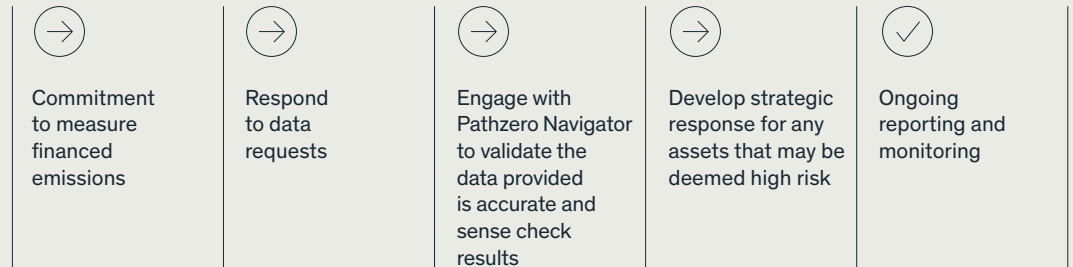 Commitment
to measure
financed
emissions
Respond
to data
requests
Engage with
Pathzero Navigator
to validate the
data provided
is accurate and
sense check
results
Develop strategic
response for any
assets that may be
deemed high risk
Ongoing
reporting and
monitoring